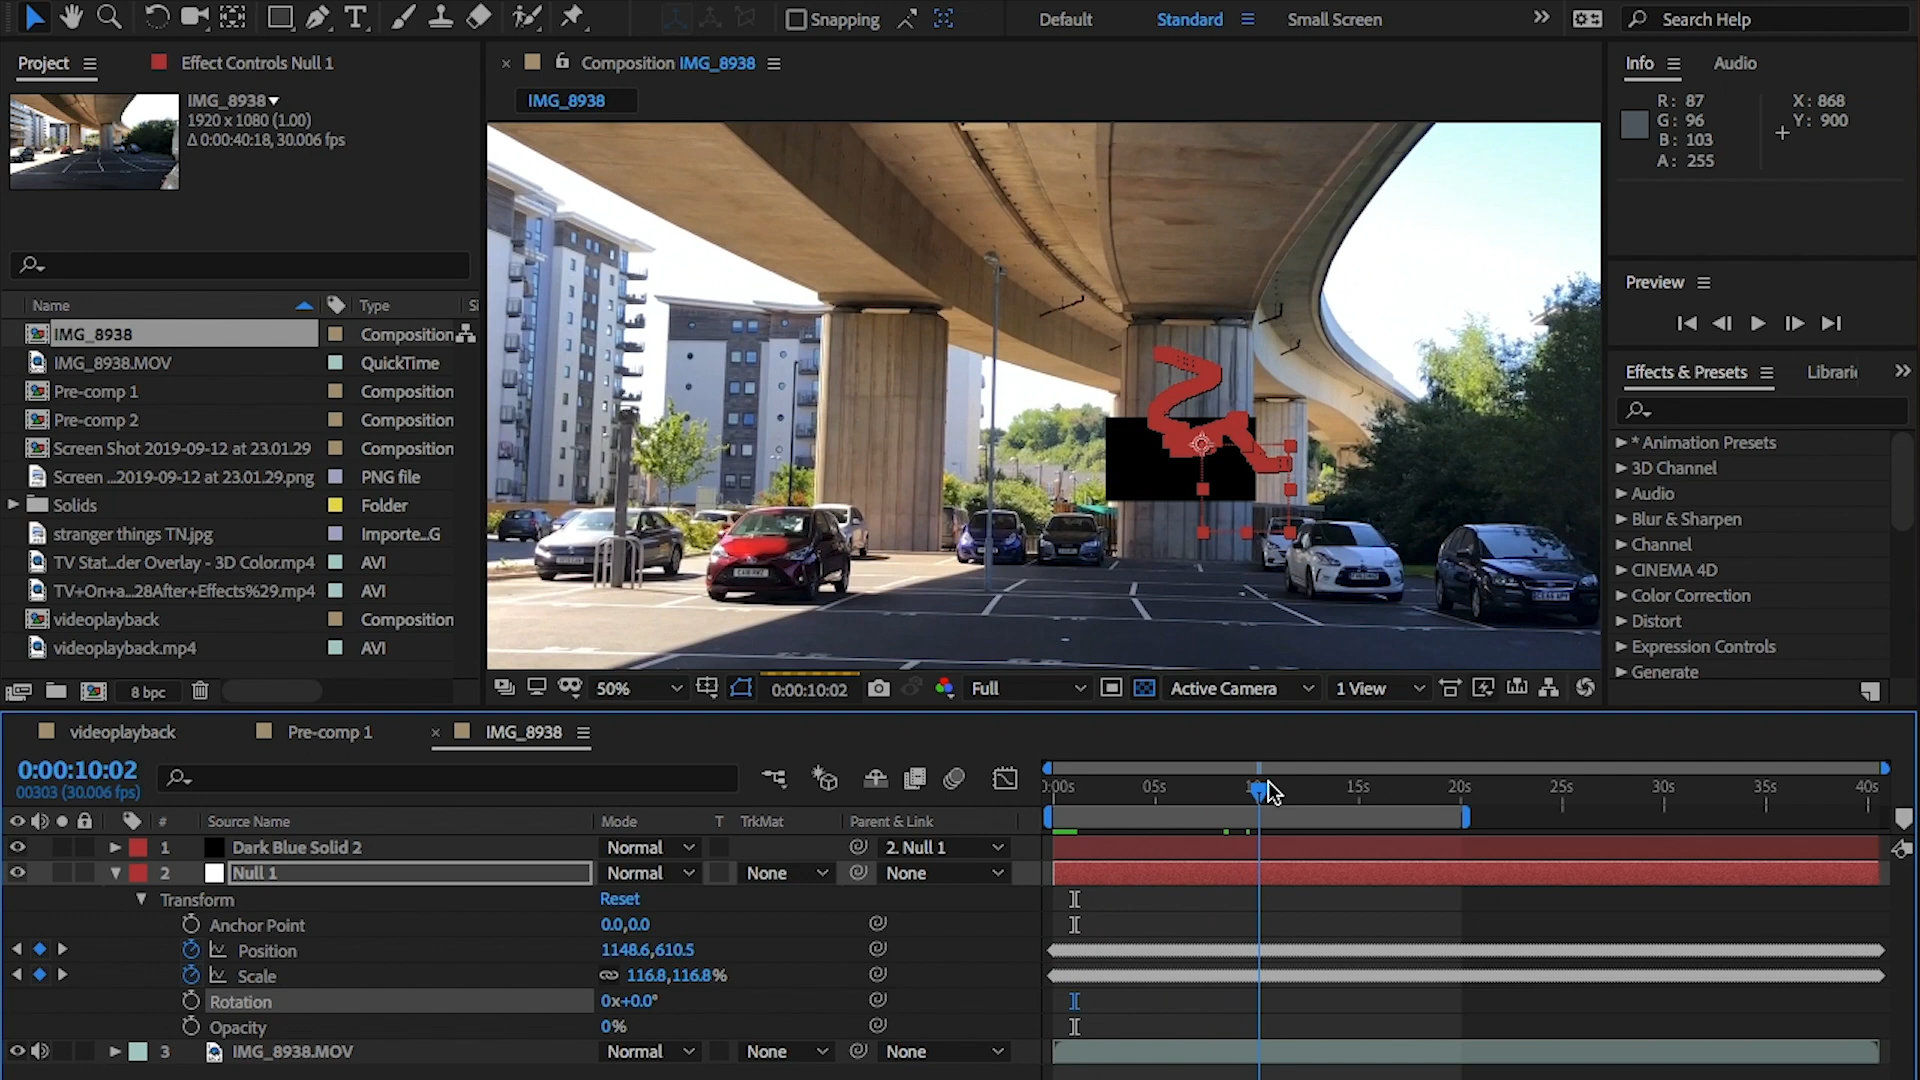 Snapping
Default
Standard
Small Screen
Search Help
Project
Effect Controls Null 1
Composition IMG_8938
Info
Audio
IMG_8938
1920 x 1080 (1.00)
Δ 0:00:40:18, 30.006 fps
IMG_8938
R: 87
G: 96
B: 103
A: 255
X: 868
Y: 900
Preview
Effects & Presets
Librari
Name
Type
Si
IMG_8938 Composition
IMG_8938.MOV QuickTime
Pre-comp 1 Composition
Pre-comp 2 Composition
Screen Shot 2019-09-12 at 23.01.29 Composition
Screen ...2019-09-12 at 23.01.29.png PNG file
Solids Folder
stranger things TN.jpg Importe...G
TV Stat...der Overlay - 3D Color.mp4 AVI
TV+On+a...28After+Effects%29.mp4 AVI
videoplayback Composition
videoplayback.mp4 AVI
* Animation Presets
3D Channel
Audio
Blur & Sharpen
Channel
CINEMA 4D
Color Correction
Distort
Expression Controls
Generate
8 bpc
50%
0:00:10:02
Full
Active Camera
1 View
videoplayback
Pre-comp 1
IMG_8938
0:00:10:02
00303 (30.006 fps)
:00s 05s 15s 20s 25s 30s 35s 40s
# Source Name Mode T TrkMat Parent & Link
1 Dark Blue Solid 2 Normal 2. Null 1
2 Null 1 Normal None None
Transform Reset
Anchor Point 0.0,0.0
Position 1148.6,610.5
Scale 116.8,116.8%
Rotation 0x+0.0°
Opacity 0%
3 IMG_8938.MOV Normal None None